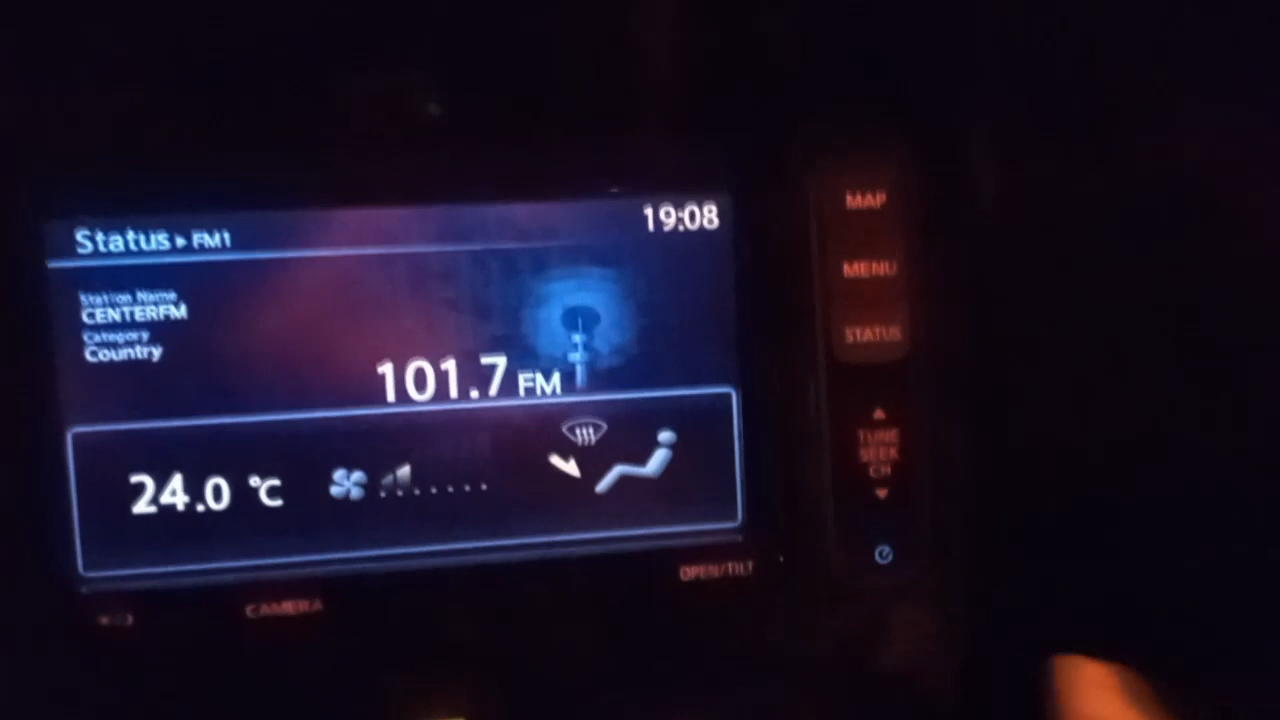 Status ▸ FM1
19:08
Station Name
CENTERFM
Category
Country
101.7 FM
24.0 °C
MAP
MENU
STATUS
TUNE
SEEK
CH
OPEN/TILT
CAMERA